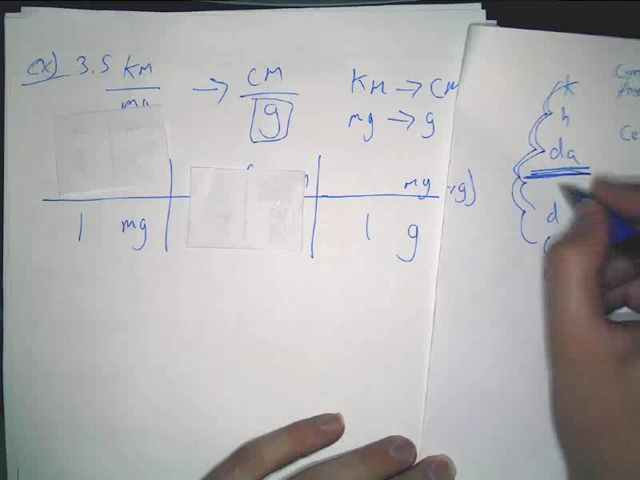 ex) 3.5 KM → CM KM → CM
g mg → g
mg
1 mg 1 g
k
h
da
d